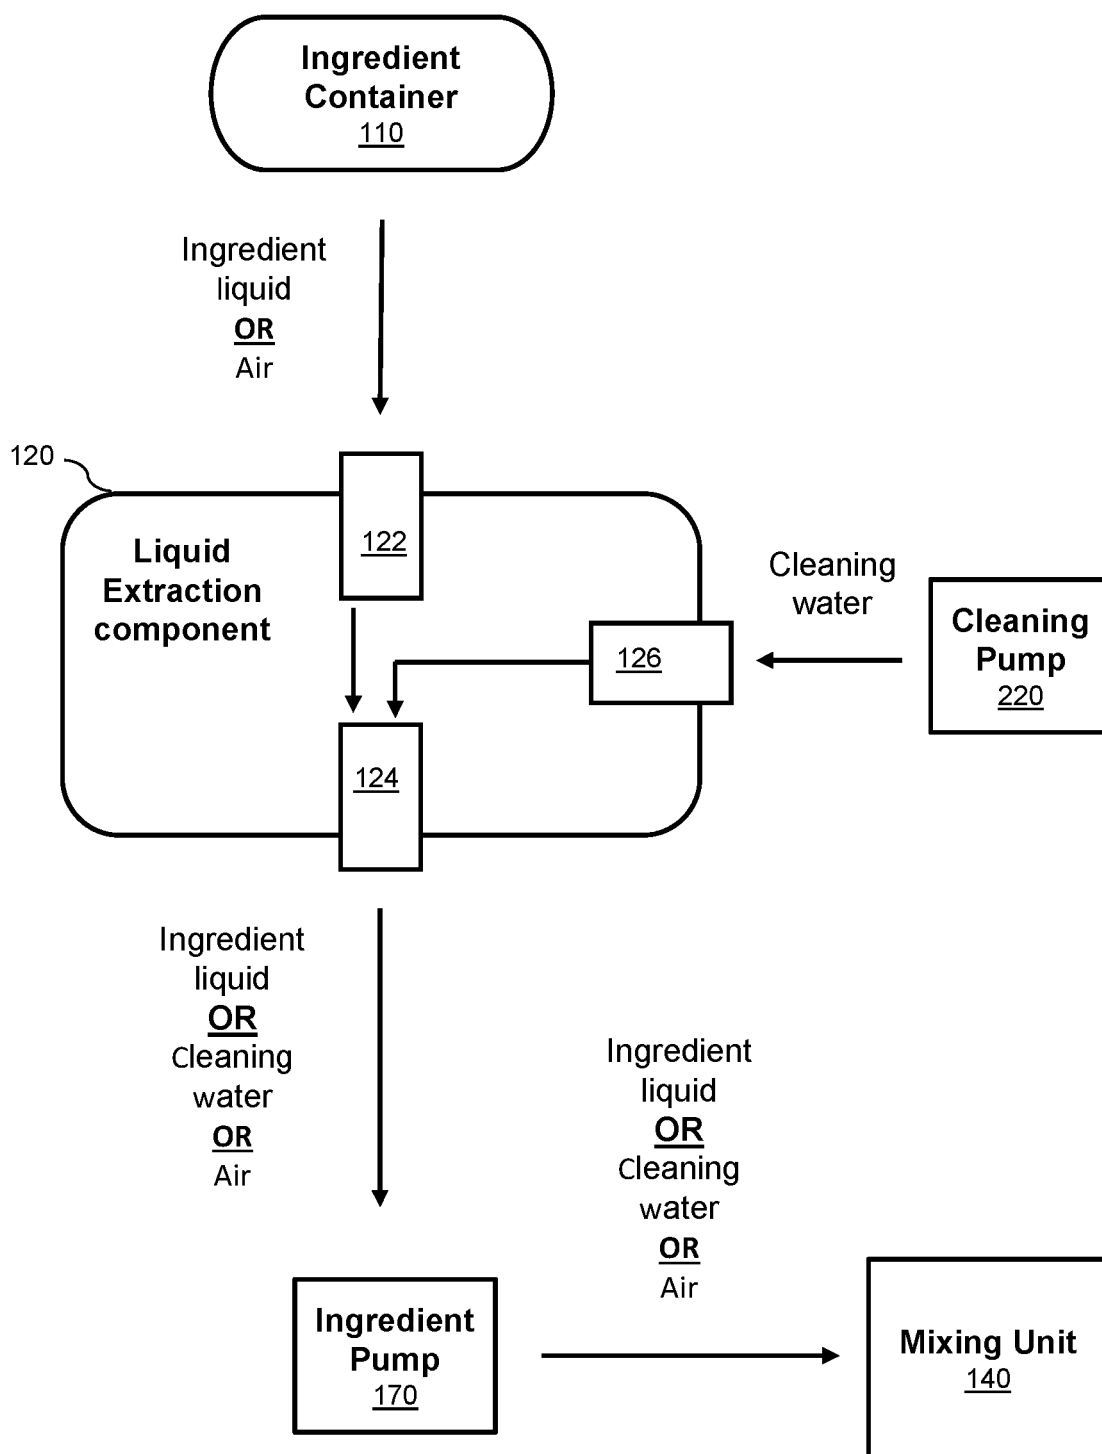 Ingredient
Container
110
Ingredient
liquid
OR
Air
120
122
Liquid
Extraction
component
Cleaning
water
126
Cleaning
Pump
220
124
Ingredient
liquid
OR
Cleaning
water
OR
Air
Ingredient
liquid
OR
Cleaning
water
OR
Air
Ingredient
Pump
170
Mixing Unit
140